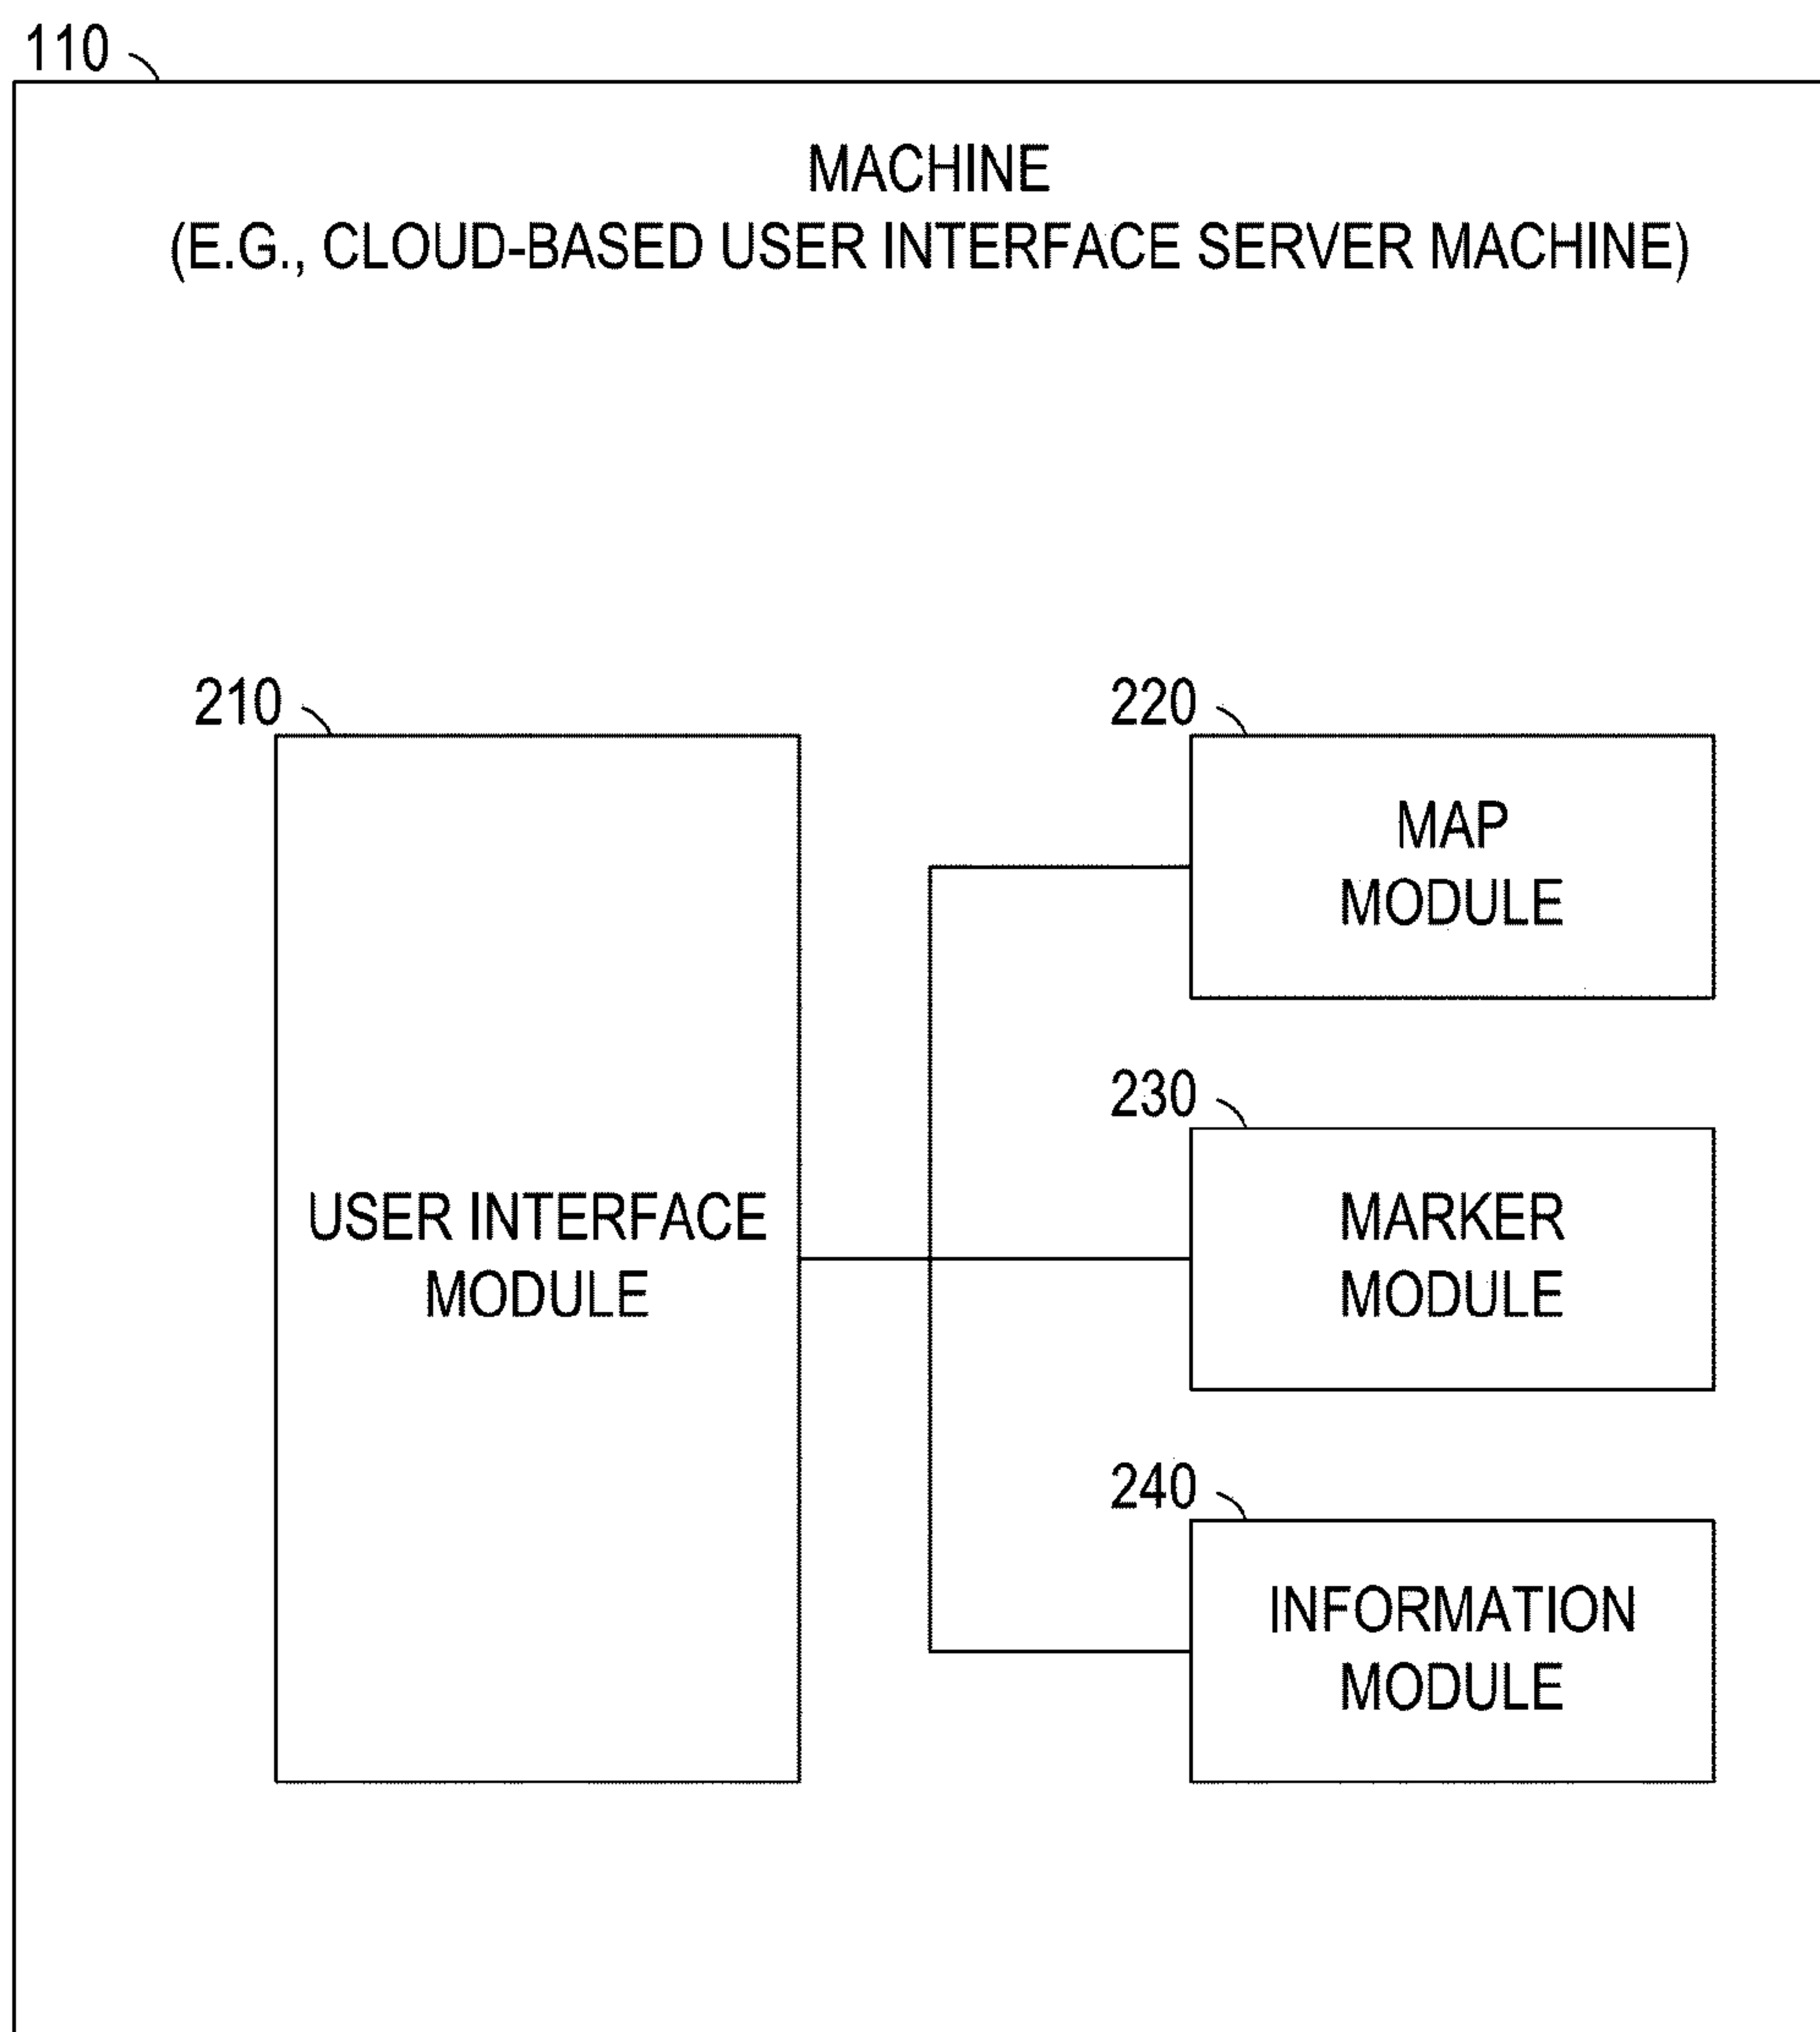 110
MACHINE
(E.G., CLOUD-BASED USER INTERFACE SERVER MACHINE)
210
USER INTERFACE
MODULE
220
MAP
MODULE
230
MARKER
MODULE
240
INFORMATION
MODULE